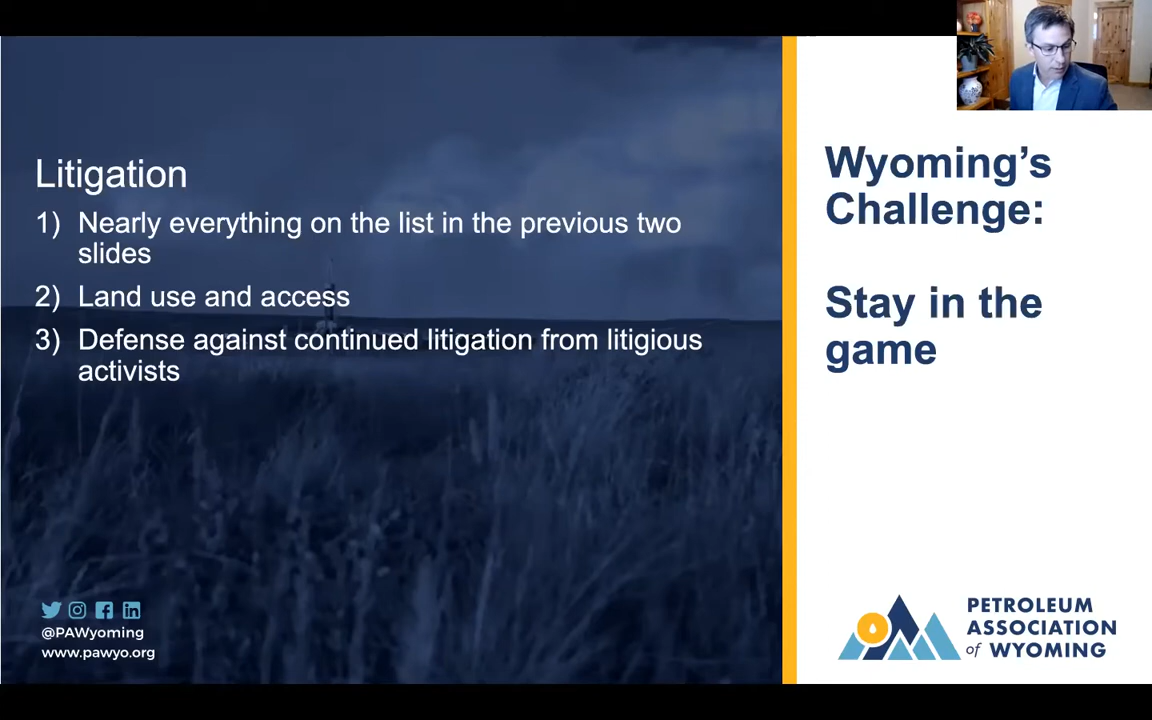 Litigation
1) Nearly everything on the list in the previous two
slides
2) Land use and access
3) Defense against continued litigation from litigious
activists
@PAWyoming
www.pawyo.org
Wyoming’s
Challenge:
Stay in the
game
PETROLEUM
ASSOCIATION
of WYOMING